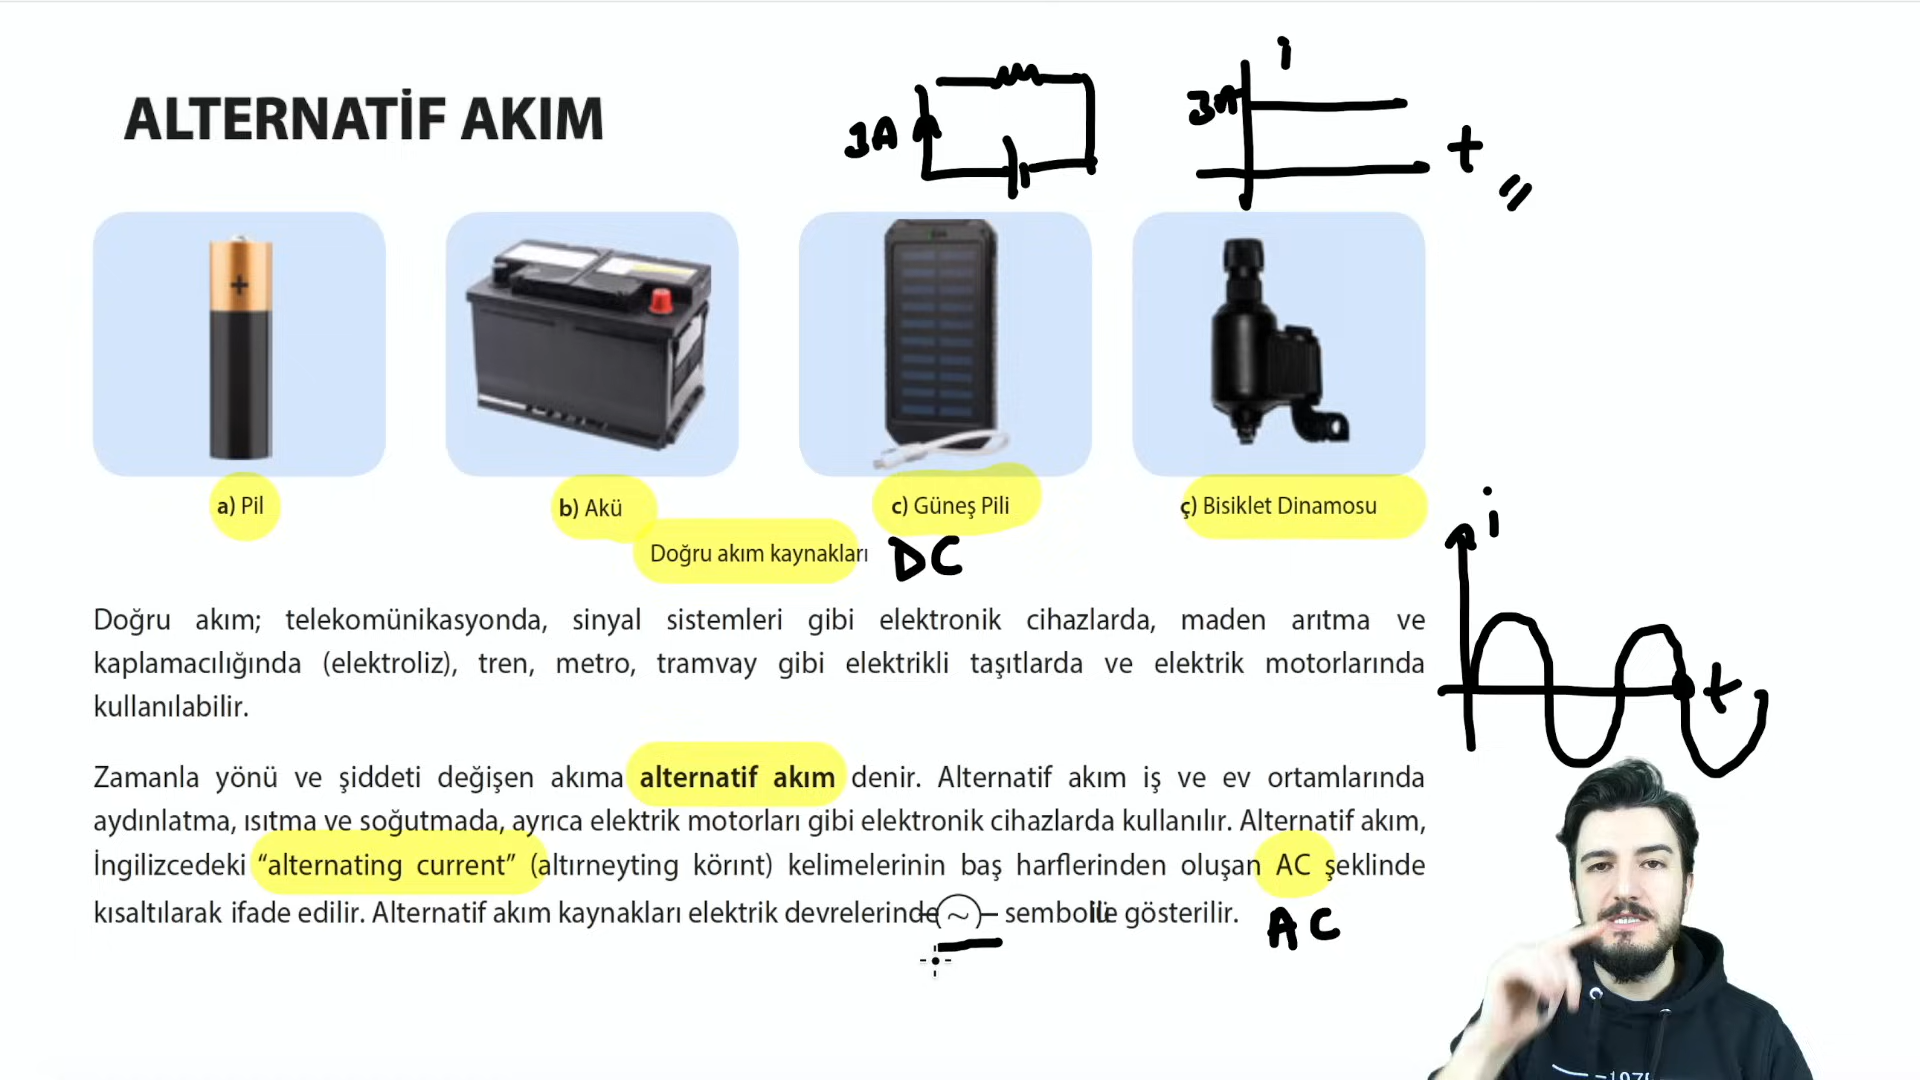 ALTERNATİF AKIM
3A
i
3A
t
+
a) Pil
b) Akü
c) Güneş Pili
ç) Bisiklet Dinamosu
Doğru akım kaynakları
DC
i
t
Doğru akım; telekomünikasyonda, sinyal sistemleri gibi elektronik cihazlarda, maden arıtma ve
kaplamacılığında (elektroliz), tren, metro, tramvay gibi elektrikli taşıtlarda ve elektrik motorlarında
kullanılabilir.
Zamanla yönü ve şiddeti değişen akıma alternatif akım denir. Alternatif akım iş ve ev ortamlarında
aydınlatma, ısıtma ve soğutmada, ayrıca elektrik motorları gibi elektronik cihazlarda kullanılır. Alternatif akım,
İngilizcedeki “alternating current” (altırneyting körınt) kelimelerinin baş harflerinden oluşan AC şeklinde
kısaltılarak ifade edilir. Alternatif akım kaynakları elektrik devrelerinde ~ sembolü ile gösterilir.
AC